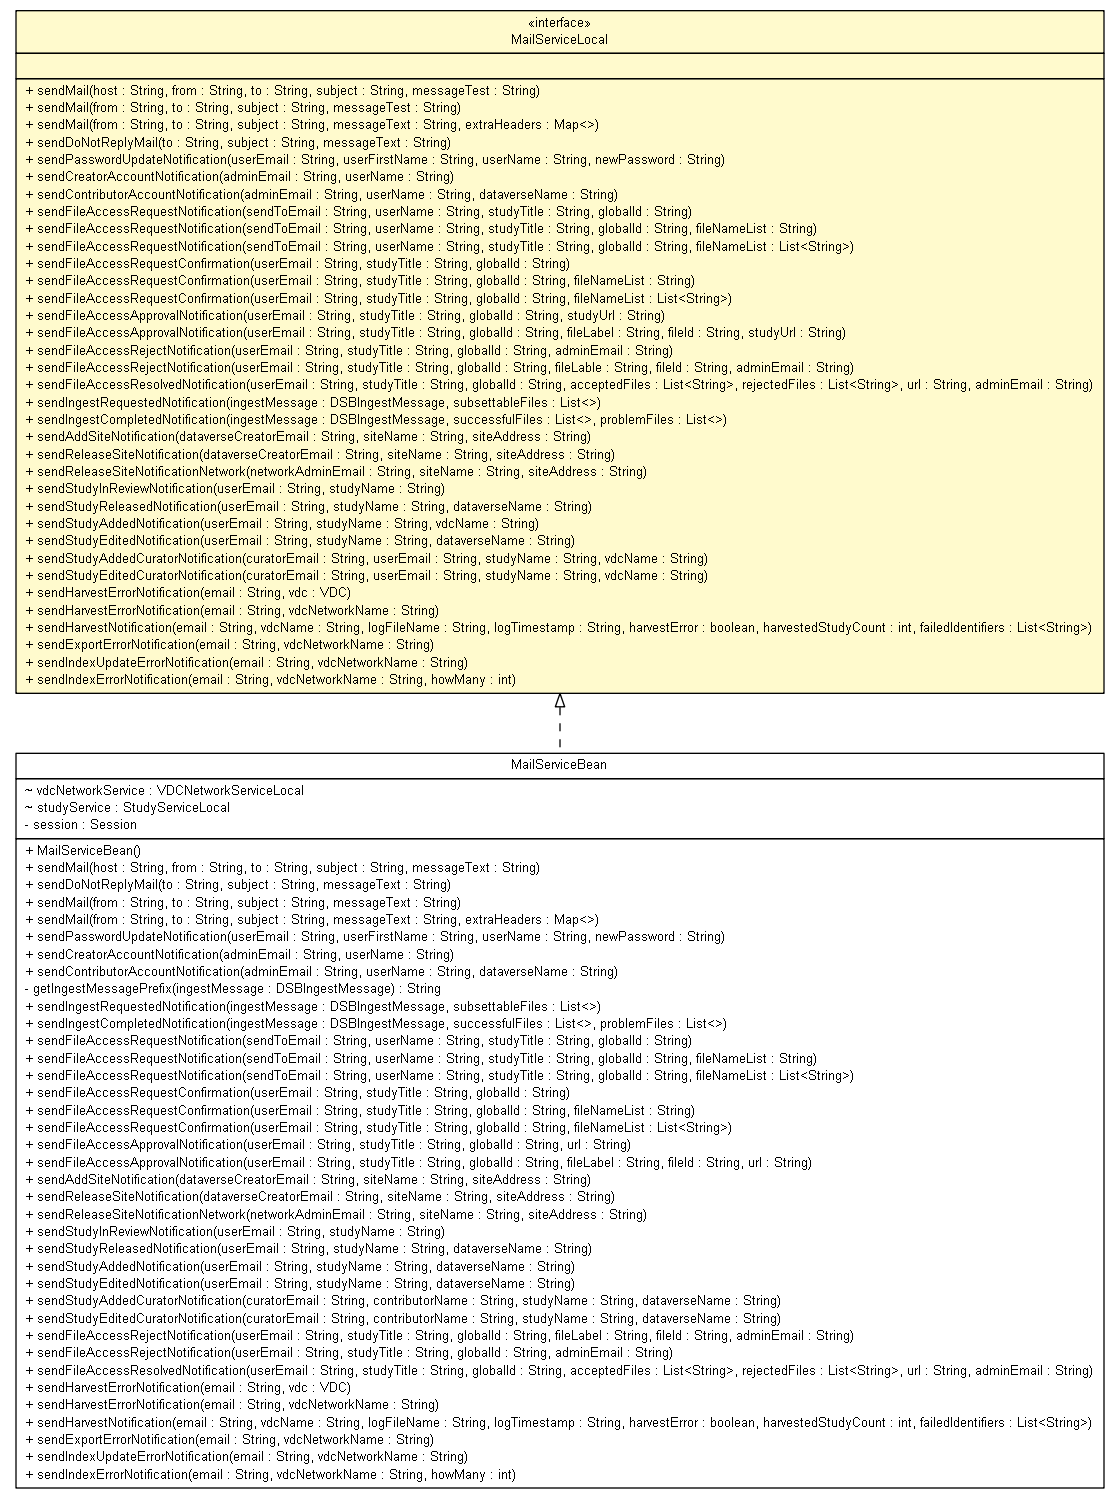 «interface»
MailServiceLocal
+ sendMail(host : String, from : String, to : String, subject : String, messageTest : String)
+ sendMail(from : String, to : String, subject : String, messageTest : String)
+ sendMail(from : String, to : String, subject : String, messageText : String, extraHeaders : Map<>)
+ sendDoNotReplyMail(to : String, subject : String, messageText : String)
+ sendPasswordUpdateNotification(userEmail : String, userFirstName : String, userName : String, newPassword : String)
+ sendCreatorAccountNotification(adminEmail : String, userName : String)
+ sendContributorAccountNotification(adminEmail : String, userName : String, dataverseName : String)
+ sendFileAccessRequestNotification(sendToEmail : String, userName : String, studyTitle : String, globalId : String)
+ sendFileAccessRequestNotification(sendToEmail : String, userName : String, studyTitle : String, globalId : String, fileNameList : String)
+ sendFileAccessRequestNotification(sendToEmail : String, userName : String, studyTitle : String, globalId : String, fileNameList : List<String>)
+ sendFileAccessRequestConfirmation(userEmail : String, studyTitle : String, globalId : String)
+ sendFileAccessRequestConfirmation(userEmail : String, studyTitle : String, globalId : String, fileNameList : String)
+ sendFileAccessRequestConfirmation(userEmail : String, studyTitle : String, globalId : String, fileNameList : List<String>)
+ sendFileAccessApprovalNotification(userEmail : String, studyTitle : String, globalId : String, studyUrl : String)
+ sendFileAccessApprovalNotification(userEmail : String, studyTitle : String, globalId : String, fileLabel : String, fileId : String, studyUrl : String)
+ sendFileAccessRejectNotification(userEmail : String, studyTitle : String, globalId : String, adminEmail : String)
+ sendFileAccessRejectNotification(userEmail : String, studyTitle : String, globalId : String, fileLable : String, fileId : String, adminEmail : String)
+ sendFileAccessResolvedNotification(userEmail : String, studyTitle : String, globalId : String, acceptedFiles : List<String>, rejectedFiles : List<String>, url : String, adminEmail : String)
+ sendIngestRequestedNotification(ingestMessage : DSBIngestMessage, subsettableFiles : List<>)
+ sendIngestCompletedNotification(ingestMessage : DSBIngestMessage, successfulFiles : List<>, problemFiles : List<>)
+ sendAddSiteNotification(dataverseCreatorEmail : String, siteName : String, siteAddress : String)
+ sendReleaseSiteNotification(dataverseCreatorEmail : String, siteName : String, siteAddress : String)
+ sendReleaseSiteNotificationNetwork(networkAdminEmail : String, siteName : String, siteAddress : String)
+ sendStudyInReviewNotification(userEmail : String, studyName : String)
+ sendStudyReleasedNotification(userEmail : String, studyName : String, dataverseName : String)
+ sendStudyAddedNotification(userEmail : String, studyName : String, vdcName : String)
+ sendStudyEditedNotification(userEmail : String, studyName : String, dataverseName : String)
+ sendStudyAddedCuratorNotification(curatorEmail : String, userEmail : String, studyName : String, vdcName : String)
+ sendStudyEditedCuratorNotification(curatorEmail : String, userEmail : String, studyName : String, vdcName : String)
+ sendHarvestErrorNotification(email : String, vdc : VDC)
+ sendHarvestErrorNotification(email : String, vdcNetworkName : String)
+ sendHarvestNotification(email : String, vdcName : String, logFileName : String, logTimestamp : String, harvestError : boolean, harvestedStudyCount : int, failedIdentifiers : List<String>)
+ sendExportErrorNotification(email : String, vdcNetworkName : String)
+ sendIndexUpdateErrorNotification(email : String, vdcNetworkName : String)
+ sendIndexErrorNotification(email : String, vdcNetworkName : String, howMany : int)
MailServiceBean
~ vdcNetworkService : VDCNetworkServiceLocal
~ studyService : StudyServiceLocal
- session : Session
+ MailServiceBean()
+ sendMail(host : String, from : String, to : String, subject : String, messageText : String)
+ sendDoNotReplyMail(to : String, subject : String, messageText : String)
+ sendMail(from : String, to : String, subject : String, messageText : String)
+ sendMail(from : String, to : String, subject : String, messageText : String, extraHeaders : Map<>)
+ sendPasswordUpdateNotification(userEmail : String, userFirstName : String, userName : String, newPassword : String)
+ sendCreatorAccountNotification(adminEmail : String, userName : String)
+ sendContributorAccountNotification(adminEmail : String, userName : String, dataverseName : String)
- getIngestMessagePrefix(ingestMessage : DSBIngestMessage) : String
+ sendIngestRequestedNotification(ingestMessage : DSBIngestMessage, subsettableFiles : List<>)
+ sendIngestCompletedNotification(ingestMessage : DSBIngestMessage, successfulFiles : List<>, problemFiles : List<>)
+ sendFileAccessRequestNotification(sendToEmail : String, userName : String, studyTitle : String, globalId : String)
+ sendFileAccessRequestNotification(sendToEmail : String, userName : String, studyTitle : String, globalId : String, fileNameList : String)
+ sendFileAccessRequestNotification(sendToEmail : String, userName : String, studyTitle : String, globalId : String, fileNameList : List<String>)
+ sendFileAccessRequestConfirmation(userEmail : String, studyTitle : String, globalId : String)
+ sendFileAccessRequestConfirmation(userEmail : String, studyTitle : String, globalId : String, fileNameList : String)
+ sendFileAccessRequestConfirmation(userEmail : String, studyTitle : String, globalId : String, fileNameList : List<String>)
+ sendFileAccessApprovalNotification(userEmail : String, studyTitle : String, globalId : String, url : String)
+ sendFileAccessApprovalNotification(userEmail : String, studyTitle : String, globalId : String, fileLabel : String, fileId : String, url : String)
+ sendAddSiteNotification(dataverseCreatorEmail : String, siteName : String, siteAddress : String)
+ sendReleaseSiteNotification(dataverseCreatorEmail : String, siteName : String, siteAddress : String)
+ sendReleaseSiteNotificationNetwork(networkAdminEmail : String, siteName : String, siteAddress : String)
+ sendStudyInReviewNotification(userEmail : String, studyName : String)
+ sendStudyReleasedNotification(userEmail : String, studyName : String, dataverseName : String)
+ sendStudyAddedNotification(userEmail : String, studyName : String, dataverseName : String)
+ sendStudyEditedNotification(userEmail : String, studyName : String, dataverseName : String)
+ sendStudyAddedCuratorNotification(curatorEmail : String, contributorName : String, studyName : String, dataverseName : String)
+ sendStudyEditedCuratorNotification(curatorEmail : String, contributorName : String, studyName : String, dataverseName : String)
+ sendFileAccessRejectNotification(userEmail : String, studyTitle : String, globalId : String, fileLabel : String, fileId : String, adminEmail : String)
+ sendFileAccessRejectNotification(userEmail : String, studyTitle : String, globalId : String, adminEmail : String)
+ sendFileAccessResolvedNotification(userEmail : String, studyTitle : String, globalId : String, acceptedFiles : List<String>, rejectedFiles : List<String>, url : String, adminEmail : String)
+ sendHarvestErrorNotification(email : String, vdc : VDC)
+ sendHarvestErrorNotification(email : String, vdcNetworkName : String)
+ sendHarvestNotification(email : String, vdcName : String, logFileName : String, logTimestamp : String, harvestError : boolean, harvestedStudyCount : int, failedIdentifiers : List<String>)
+ sendExportErrorNotification(email : String, vdcNetworkName : String)
+ sendIndexUpdateErrorNotification(email : String, vdcNetworkName : String)
+ sendIndexErrorNotification(email : String, vdcNetworkName : String, howMany : int)